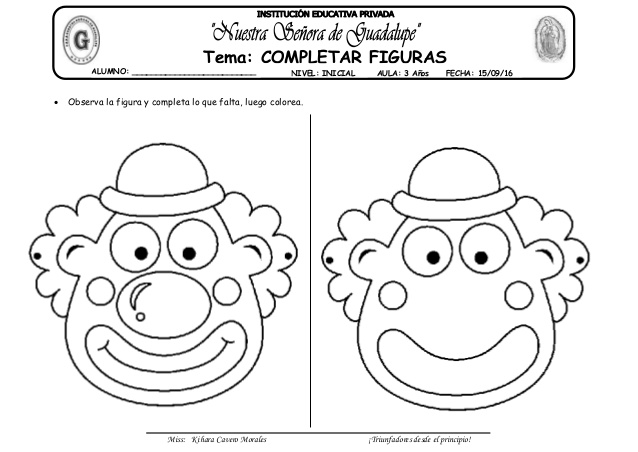 INSTITUCIÓN EDUCATIVA PRIVADA
"Nuestra Señora de Guadalupe"
Tema: COMPLETAR FIGURAS
ALUMNO: ____________________________ NIVEL: INICIAL AULA: 3 Años FECHA: 15/09/16
G
• Observa la figura y completa lo que falta, luego colorea.
Miss: Kihara Cavero Morales ¡Triunfadores desde el principio!